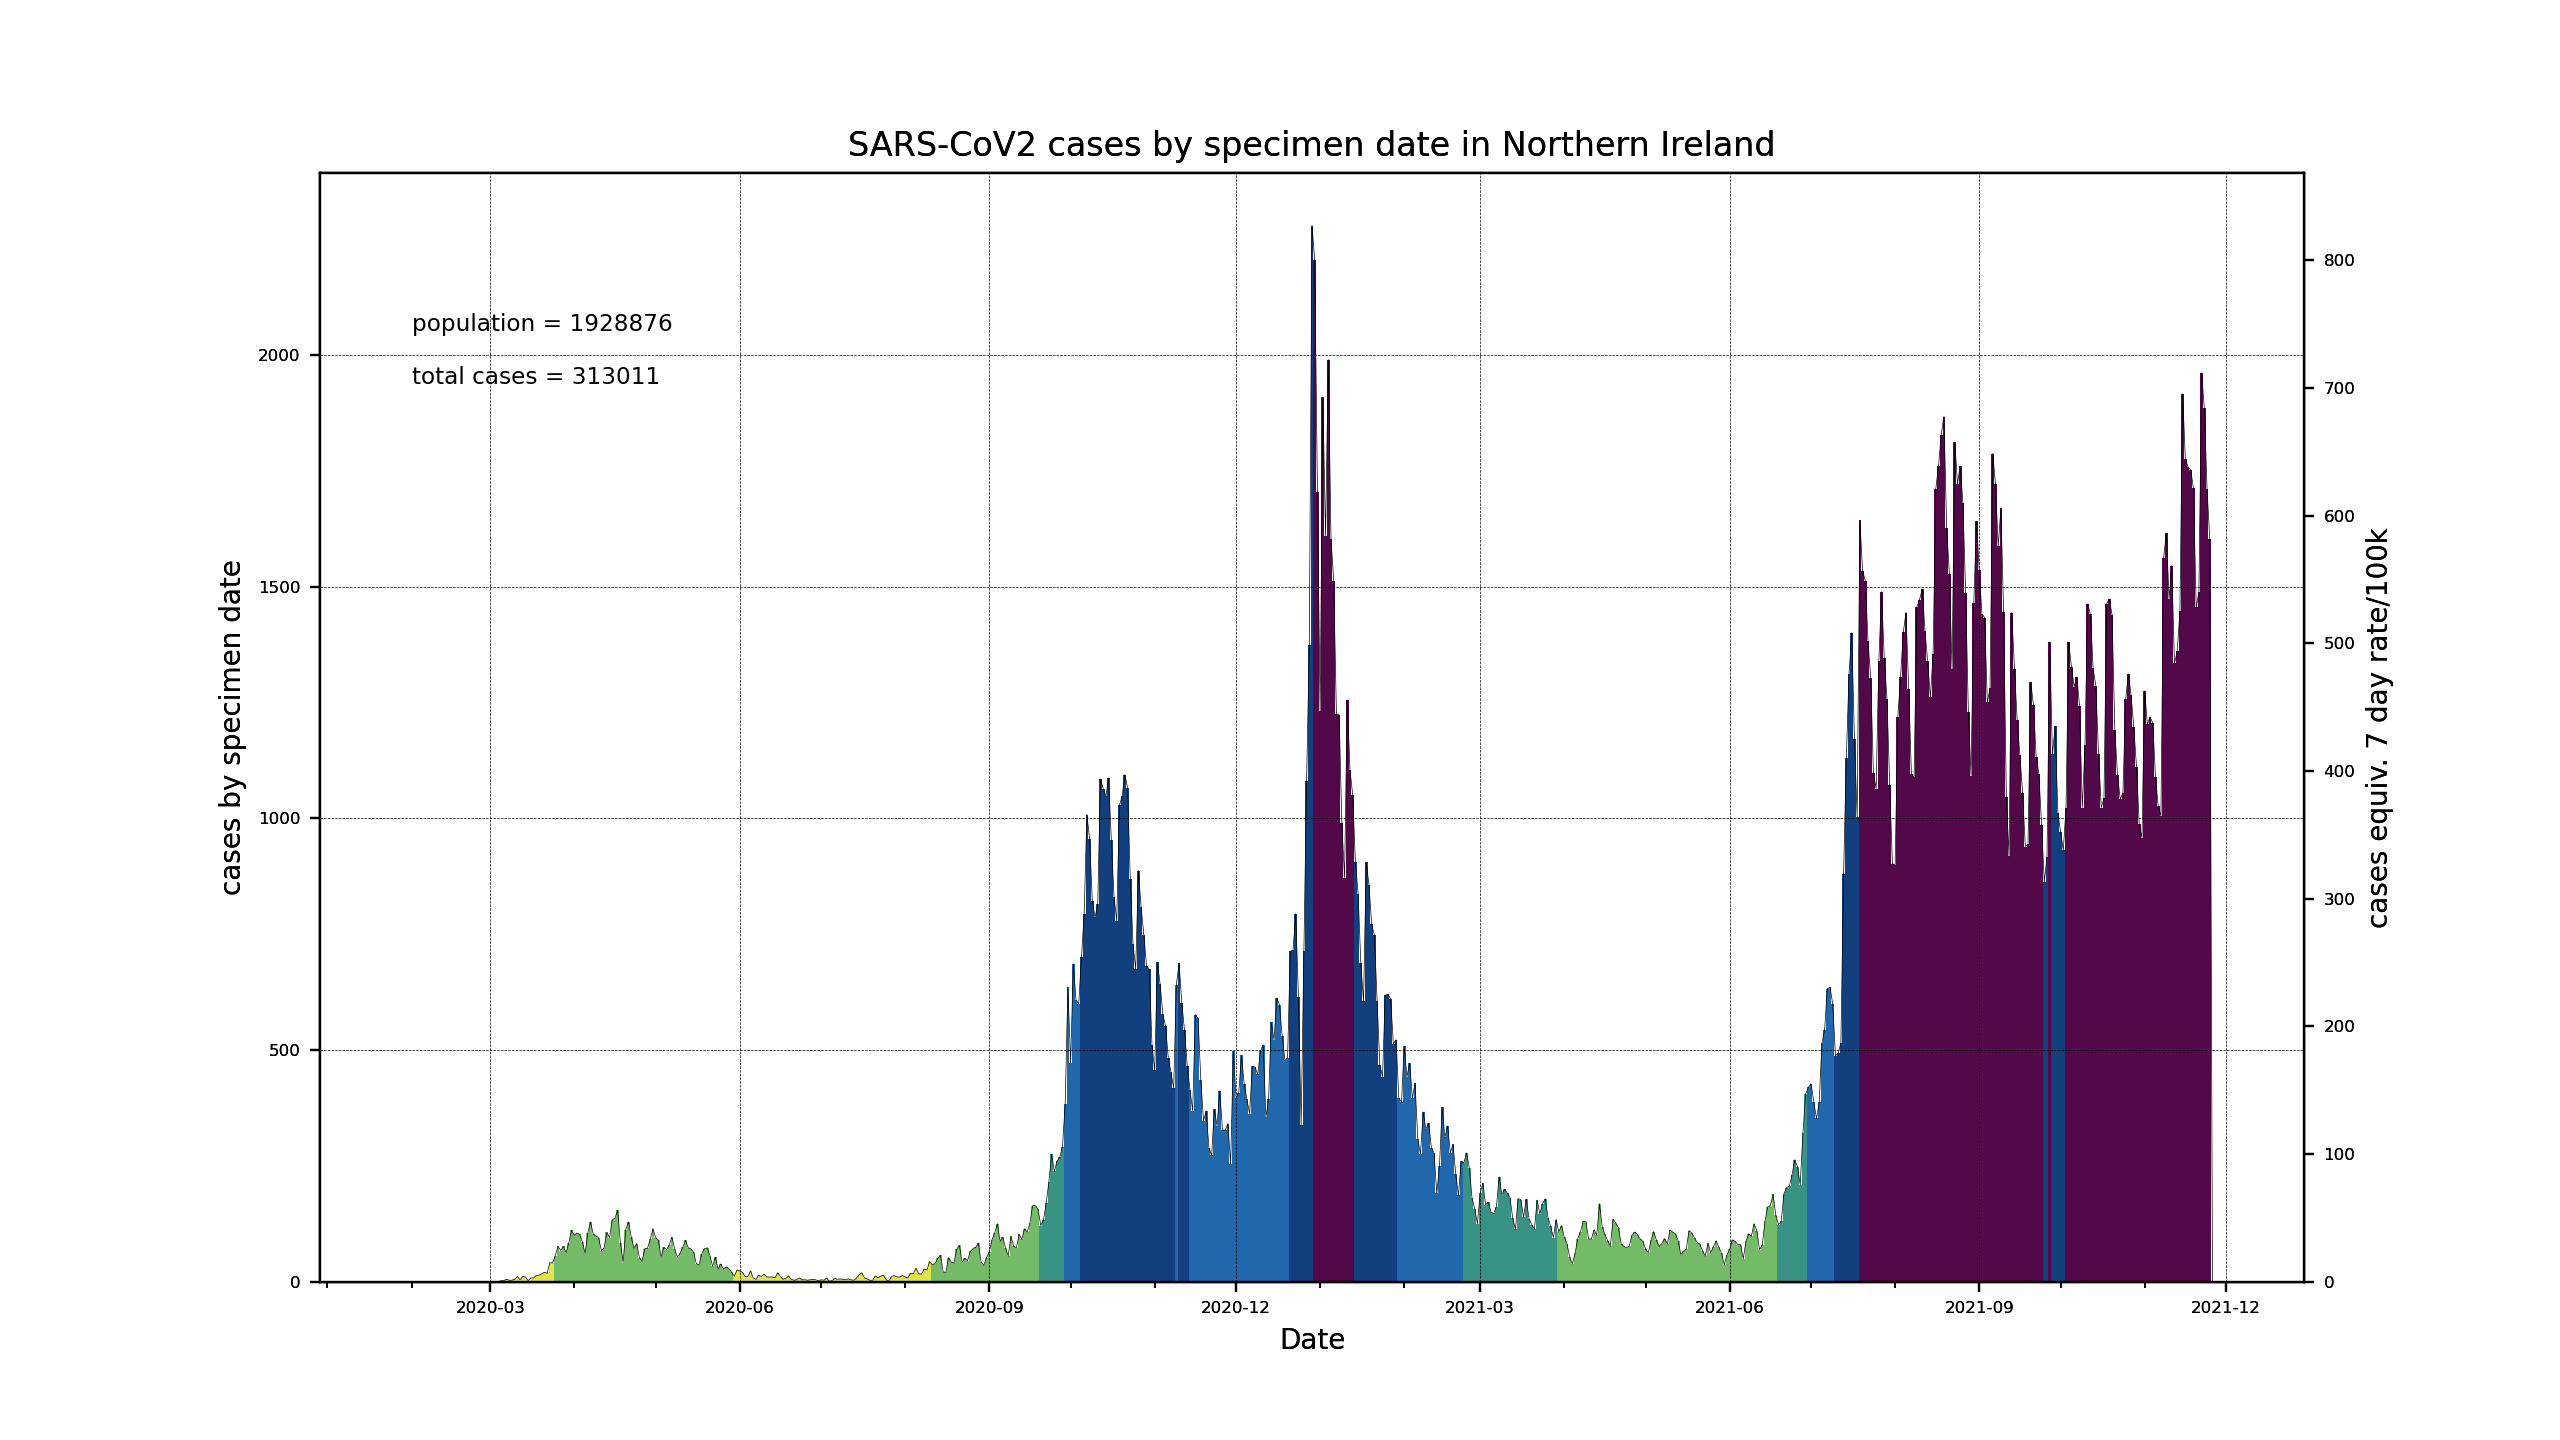 SARS-CoV2 cases by specimen date in Northern Ireland
population = 1928876
total cases = 313011
cases by specimen date
2000
1500
1000
500
0
800
700
600
500
400
300
200
100
0
cases equiv. 7 day rate/100k
2020-03 2020-06 2020-09 2020-12 2021-03 2021-06 2021-09 2021-12
Date